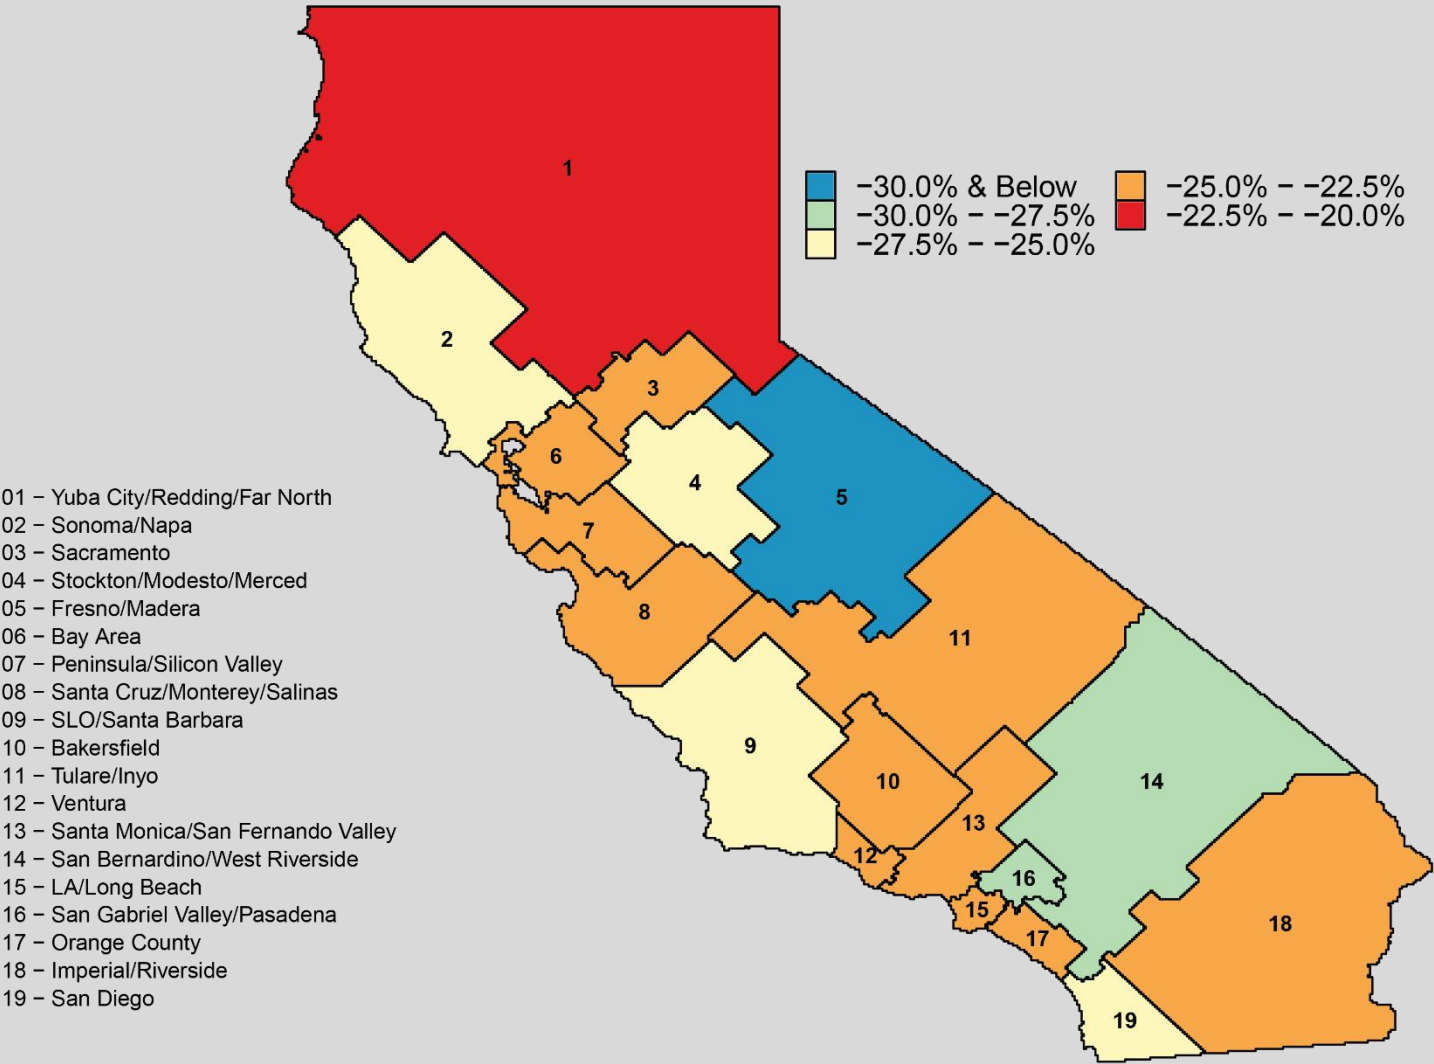 1
−30.0% & Below
−25.0% − −22.5%
−30.0% − −27.5%
−22.5% − −20.0%
−27.5% − −25.0%
2
3
6
4
5
7
8
11
9
10
14
13
12
16
15
17
18
19
01 − Yuba City/Redding/Far North
02 − Sonoma/Napa
03 − Sacramento
04 − Stockton/Modesto/Merced
05 − Fresno/Madera
06 − Bay Area
07 − Peninsula/Silicon Valley
08 − Santa Cruz/Monterey/Salinas
09 − SLO/Santa Barbara
10 − Bakersfield
11 − Tulare/Inyo
12 − Ventura
13 − Santa Monica/San Fernando Valley
14 − San Bernardino/West Riverside
15 − LA/Long Beach
16 − San Gabriel Valley/Pasadena
17 − Orange County
18 − Imperial/Riverside
19 − San Diego